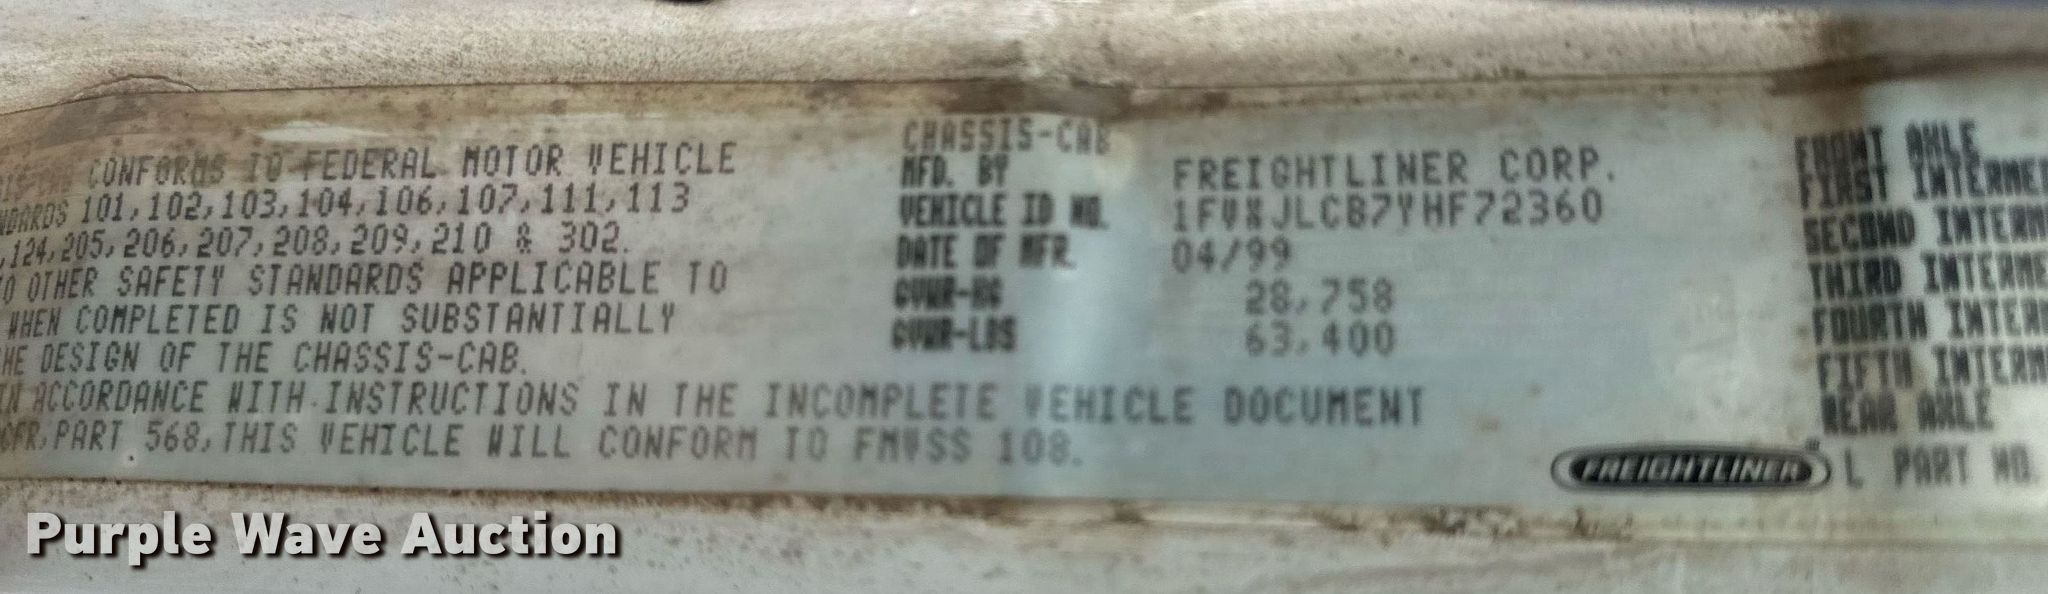 CONFORMS TO FEDERAL MOTOR VEHICLE
101,102,103,104,106,107,111,113
,124,205,206,207,208,209,210 & 302.
TO OTHER SAFETY STANDARDS APPLICABLE TO
WHEN COMPLETED IS NOT SUBSTANTIALLY
HE DESIGN OF THE CHASSIS-CAB.
IN ACCORDANCE WITH INSTRUCTIONS IN THE INCOMPLETE VEHICLE DOCUMENT
CFR,PART 568,THIS VEHICLE WILL CONFORM TO FMVSS 108.
CHASSIS-CAB
MFD. BY FREIGHTLINER CORP.
VEHICLE ID NO. 1FVXJLCB7YHF72360
DATE OF MFR. 04/99
GVWR-KG 28,758
GVWR-LBS 63,400
FRONT AXLE
FIRST INTERME
SECOND INTERM
THIRD INTERME
FOURTH INTER
FIFTH INTERM
REAR AXLE
FREIGHTLINER L PART NO.
Purple Wave Auction